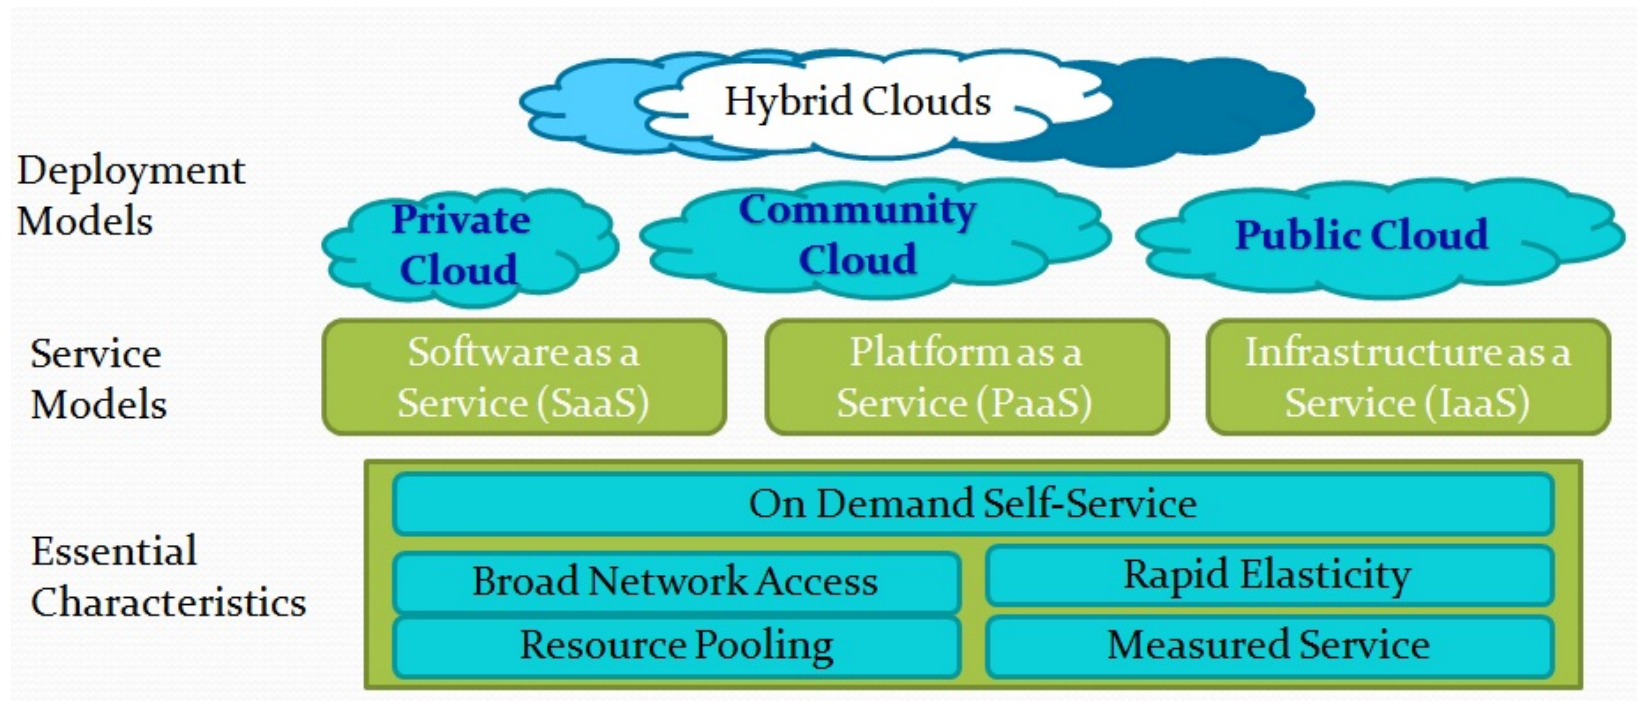 Hybrid Clouds
Deployment
Models
Private
Cloud
Community
Cloud
Public Cloud
Service
Models
Software as a
Service (SaaS)
Platform as a
Service (PaaS)
Infrastructure as a
Service (IaaS)
Essential
Characteristics
On Demand Self-Service
Broad Network Access
Rapid Elasticity
Resource Pooling
Measured Service